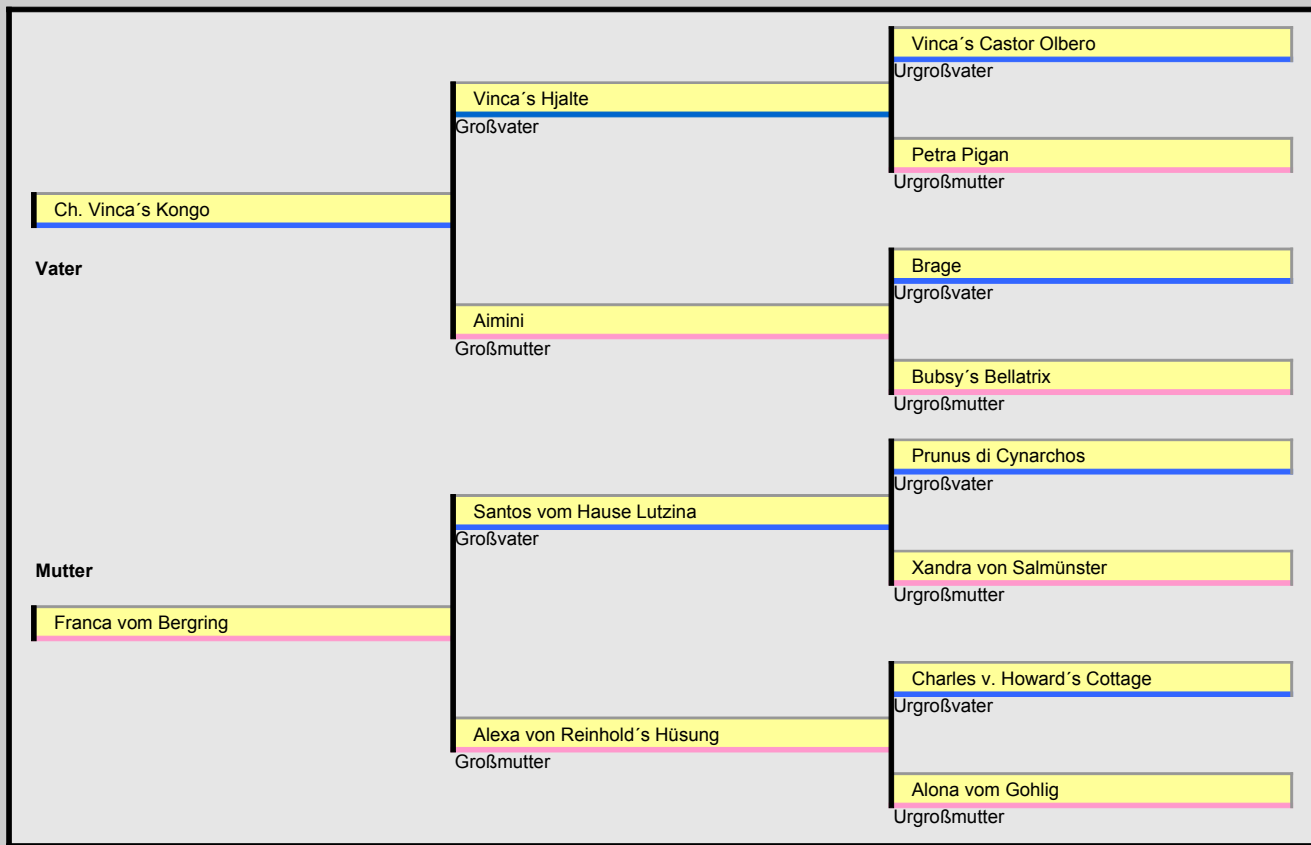 Vinca´s Castor Olbero
Urgroßvater
Vinca´s Hjalte
Großvater
Petra Pigan
Urgroßmutter
Ch. Vinca´s Kongo
Vater
Brage
Urgroßvater
Aimini
Großmutter
Bubsy´s Bellatrix
Urgroßmutter
Prunus di Cynarchos
Urgroßvater
Santos vom Hause Lutzina
Großvater
Mutter
Xandra von Salmünster
Urgroßmutter
Franca vom Bergring
Charles v. Howard´s Cottage
Urgroßvater
Alexa von Reinhold´s Hüsung
Großmutter
Alona vom Gohlig
Urgroßmutter